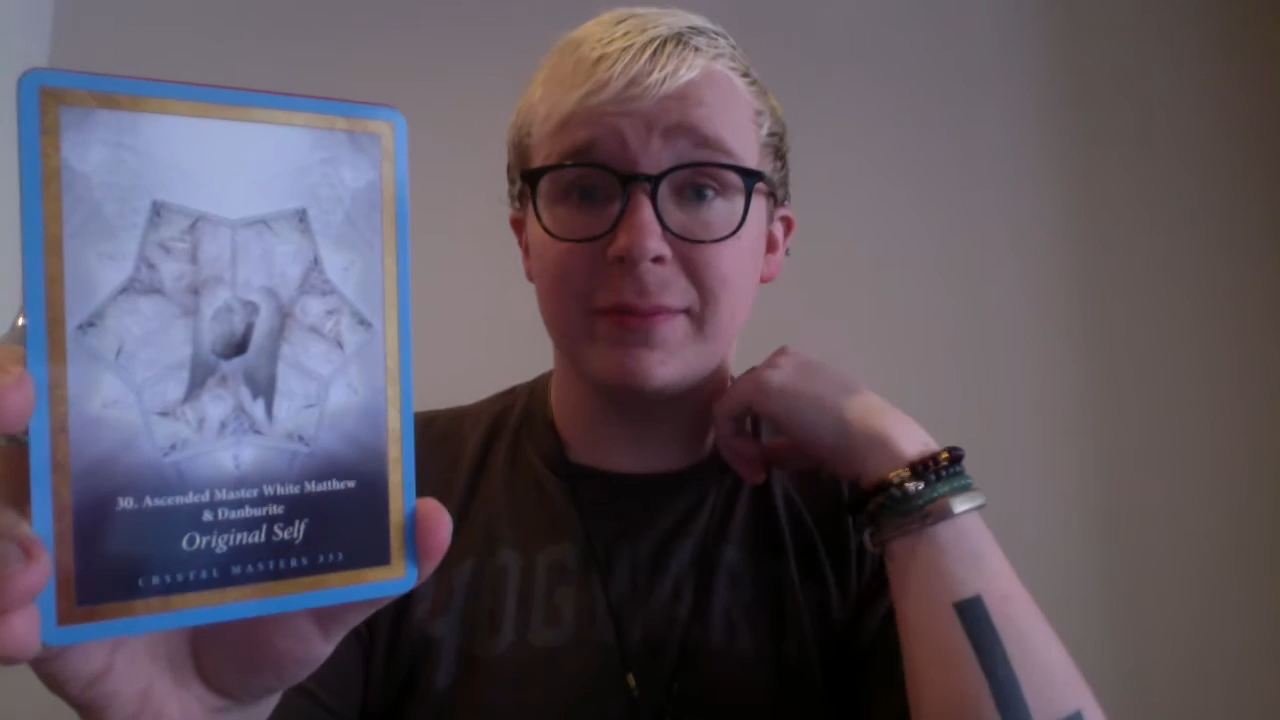 30. Ascended Master White Matthew
& Danburite
Original Self
CRYSTAL MASTERS 333